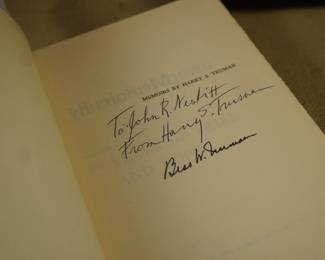 MEMOIRS BY HARRY S. TRUMAN
To John R. Nesbitt
From Harry S. Truman
Bess W. Truman